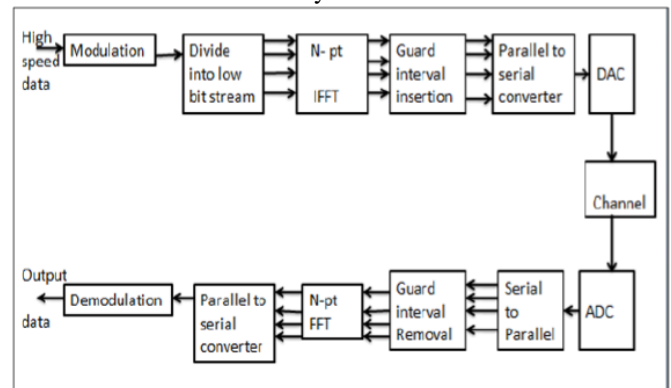 High
speed
data
Modulation
Divide
into low
bit stream
N- pt
IFFT
Guard
interval
insertion
Parallel to
serial
converter
DAC
Channel
Output
data
Demodulation
Parallel to
serial
converter
N-pt
FFT
Guard
interval
Removal
Serial
to
Parallel
ADC